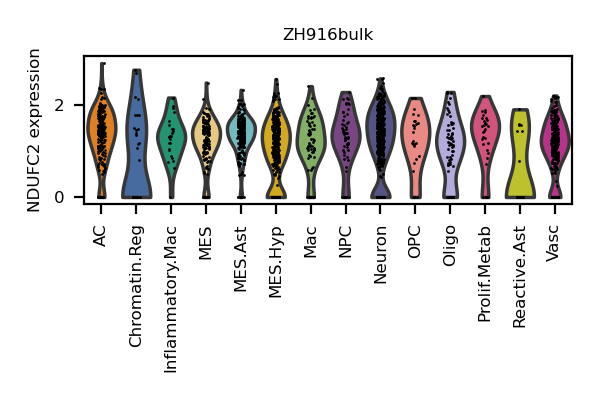 ZH916bulk
NDUFC2 expression
2
0
AC
Chromatin.Reg
Inflammatory.Mac
MES
MES.Ast
MES.Hyp
Mac
NPC
Neuron
OPC
Oligo
Prolif.Metab
Reactive.Ast
Vasc